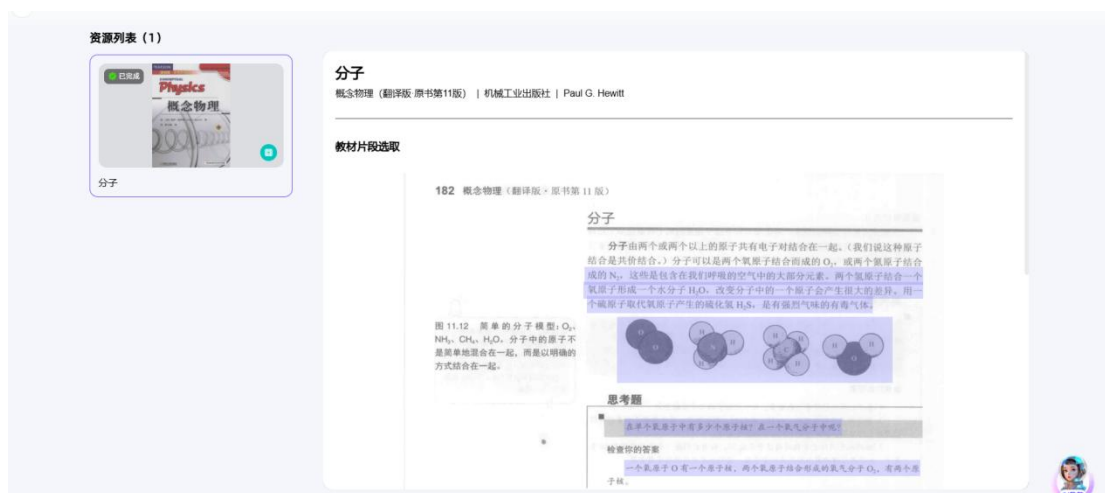 资源列表（1）
已完成
Physics
概念物理
分子
分子
概念物理（翻译版·原书第11版） | 机械工业出版社 | Paul G. Hewitt
教材片段选取
182 概念物理（翻译版·原书第 11 版）
分子
分子由两个或两个以上的原子共有电子对结合在一起。（我们说这种原子
结合是共价结合。）分子可以是两个氧原子结合而成的 O₂，或两个氮原子结合
成的 N₂，这些是包含在我们呼吸的空气中的大部分元素。两个氢原子结合一个
氧原子形成一个水分子 H₂O。改变分子中的一个原子会产生很大的差异。用一
个硫原子取代氧原子产生的硫化氢 H₂S，是有强烈气味的有毒气体。
图 11.12 简单的分子模型：O₂、
NH₃、CH₄、H₂O。分子中的原子不
是简单地混合在一起，而是以明确的
方式结合在一起。
O O H N H H H H C H H H H O
思考题
在单个氧原子中有多少个原子核？在一个氧气分子中呢？
检查你的答案
一个氧原子 O 有一个原子核，两个氧原子结合形成的氧气分子 O₂，有两个原
子核。